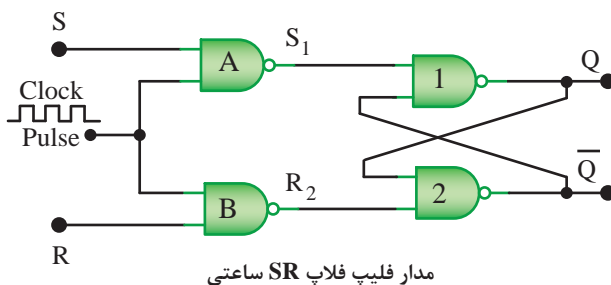 S
A
S1
1
Q
Clock
Pulse
B
R2
2
Q̅
R
مدار فلیپ فلاپ SR ساعتی